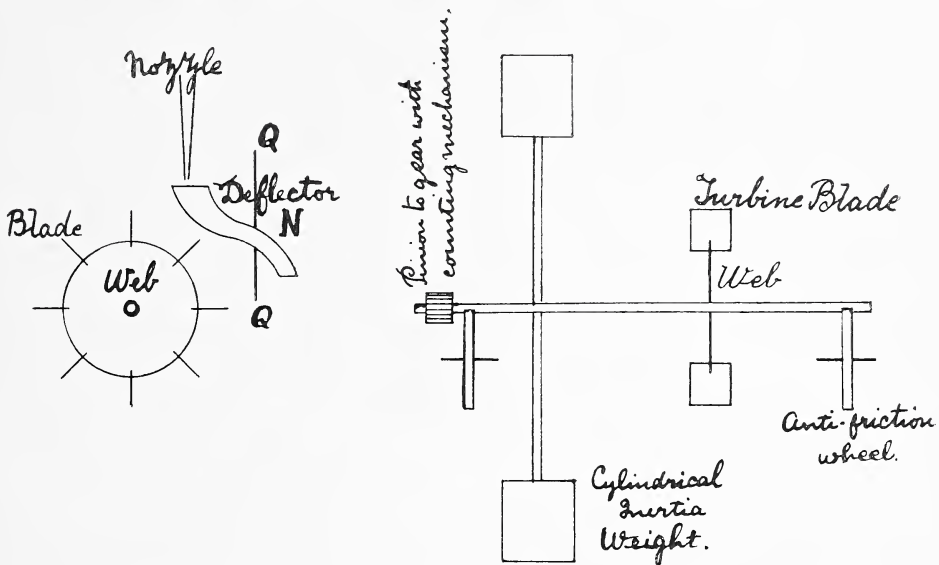 Nozzle
Q
Deflector
N
Blade
Web
Q
Pinion to gear with
counting mechanism.
Turbine Blade
Web
Anti-friction
wheel.
Cylindrical
Inertia
Weight.